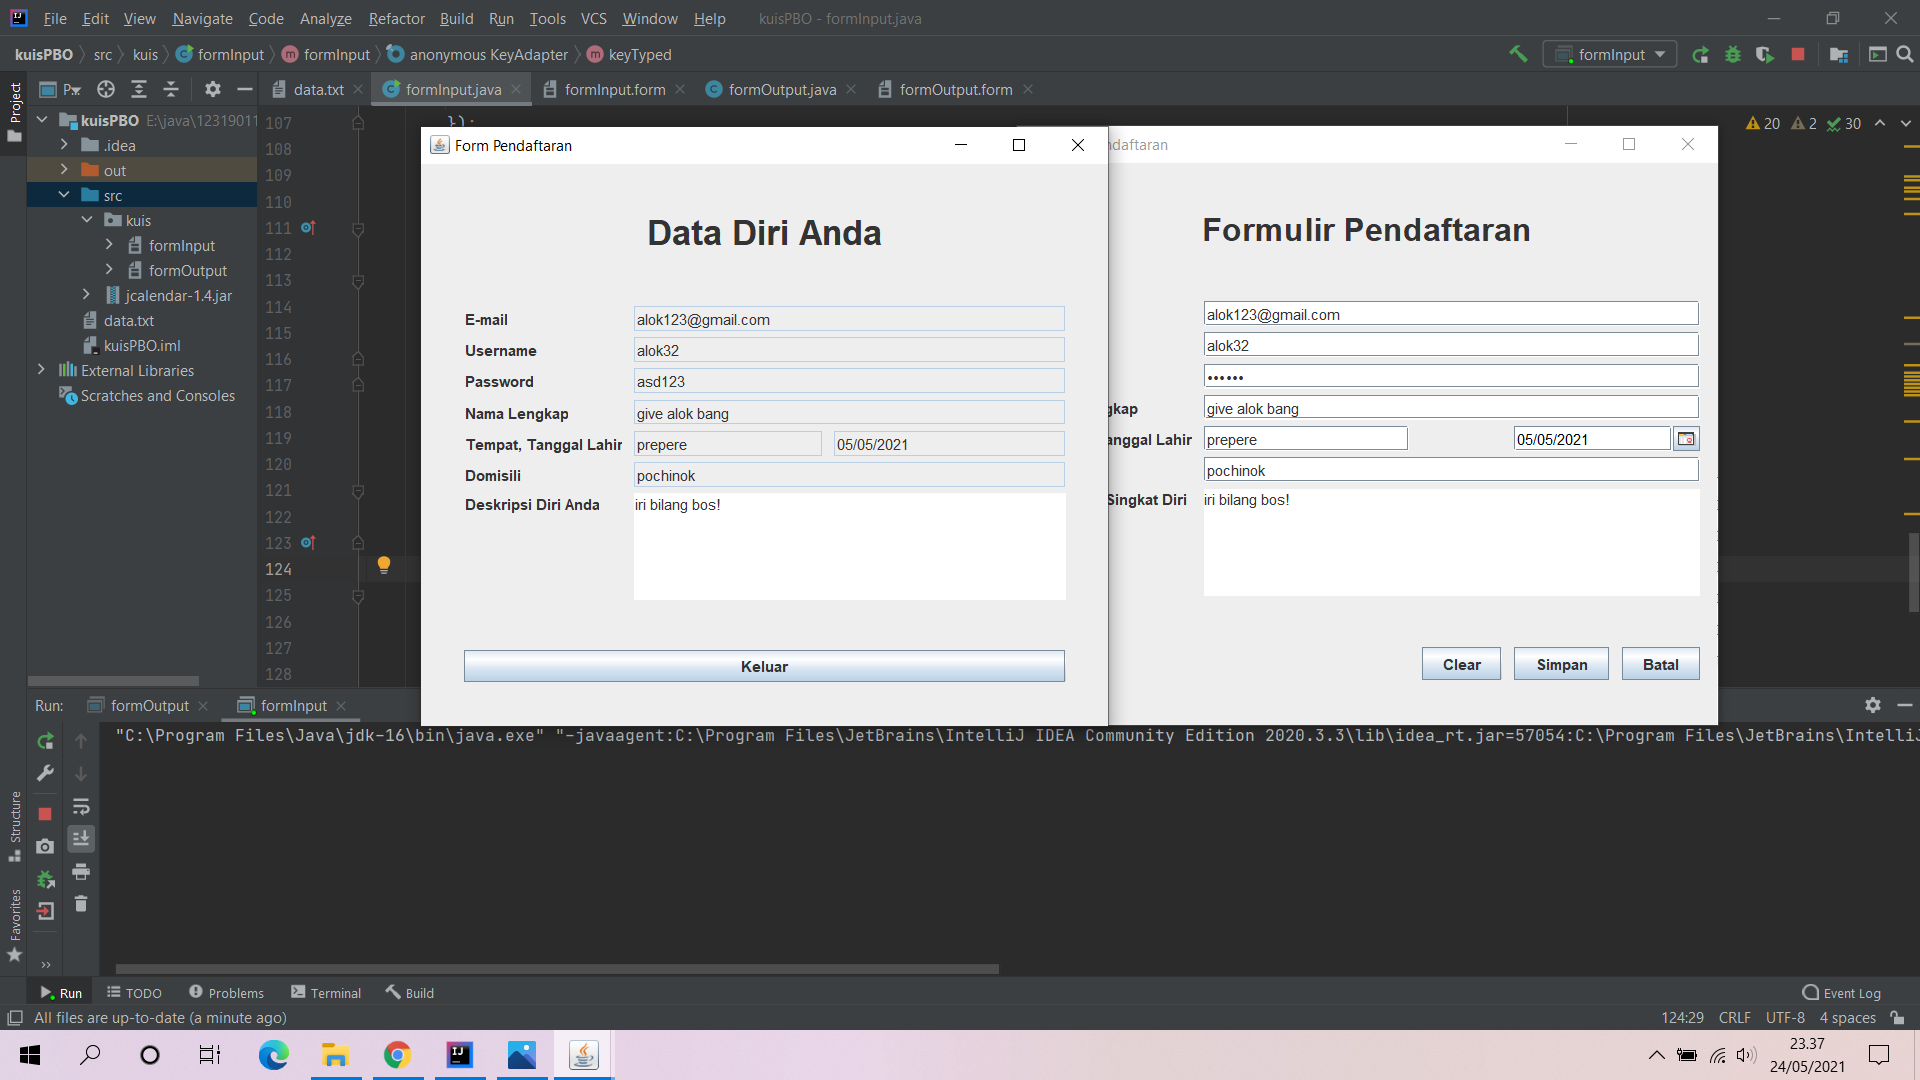 File Edit View Navigate Code Analyze Refactor Build Run Tools VCS Window Help kuisPBO - formInput.java
kuisPBO src kuis formInput formInput anonymous KeyAdapter keyTyped formInput
Project
P... data.txt formInput.java formInput.form formOutput.java formOutput.form
kuisPBO E:\java\12319011
.idea
out
src
kuis
formInput
formOutput
jcalendar-1.4.jar
data.txt
kuisPBO.iml
External Libraries
Scratches and Consoles
107 });
108
109
110
111
112
113
114
115
116
117
118
119
120
121
122
123
124
125
126
127
128
20 2 30
Form Pendaftaran
Data Diri Anda
E-mail alok123@gmail.com
Username alok32
Password asd123
Nama Lengkap give alok bang
Tempat, Tanggal Lahir prepere 05/05/2021
Domisili pochinok
Deskripsi Diri Anda iri bilang bos!
Keluar
ndaftaran
Formulir Pendaftaran
alok123@gmail.com
alok32
••••••
gkap give alok bang
anggal Lahir prepere 05/05/2021
pochinok
Singkat Diri iri bilang bos!
Clear Simpan Batal
Run: formOutput formInput
"C:\Program Files\Java\jdk-16\bin\java.exe" "-javaagent:C:\Program Files\JetBrains\IntelliJ IDEA Community Edition 2020.3.3\lib\idea_rt.jar=57054:C:\Program Files\JetBrains\IntelliJ
Structure
Favorites
Run TODO Problems Terminal Build Event Log
All files are up-to-date (a minute ago) 124:29 CRLF UTF-8 4 spaces
23.37
24/05/2021